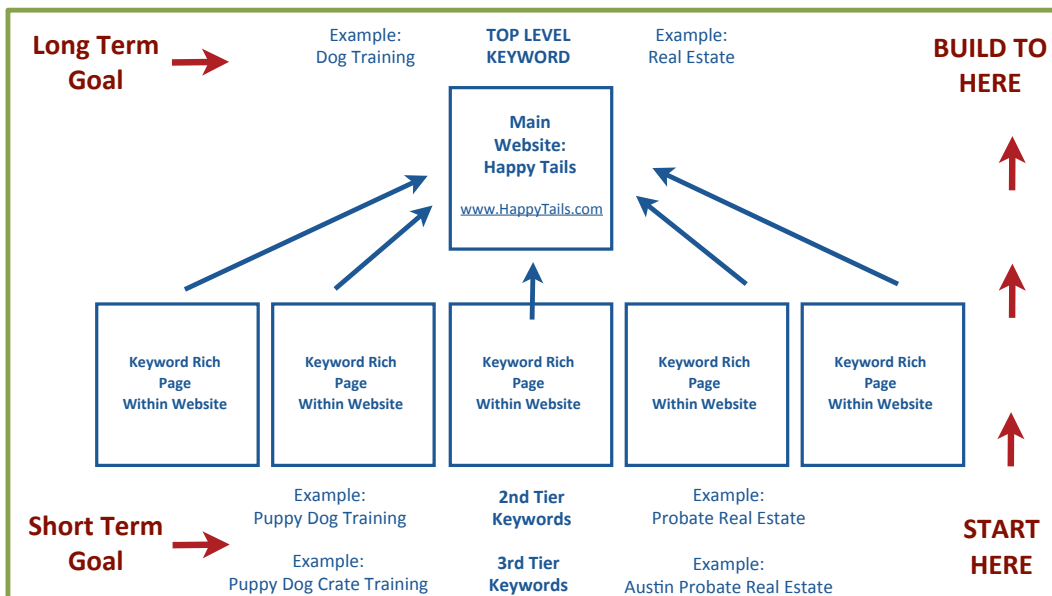 Long Term
Goal
Example:
Dog Training
TOP LEVEL
KEYWORD
Example:
Real Estate
BUILD TO
HERE
Main
Website:
Happy Tails
www.HappyTails.com
Keyword Rich
Page
Within Website
Keyword Rich
Page
Within Website
Keyword Rich
Page
Within Website
Keyword Rich
Page
Within Website
Keyword Rich
Page
Within Website
Short Term
Goal
Example:
Puppy Dog Training
2nd Tier
Keywords
Example:
Probate Real Estate
Example:
Puppy Dog Crate Training
3rd Tier
Keywords
Example:
Austin Probate Real Estate
START
HERE